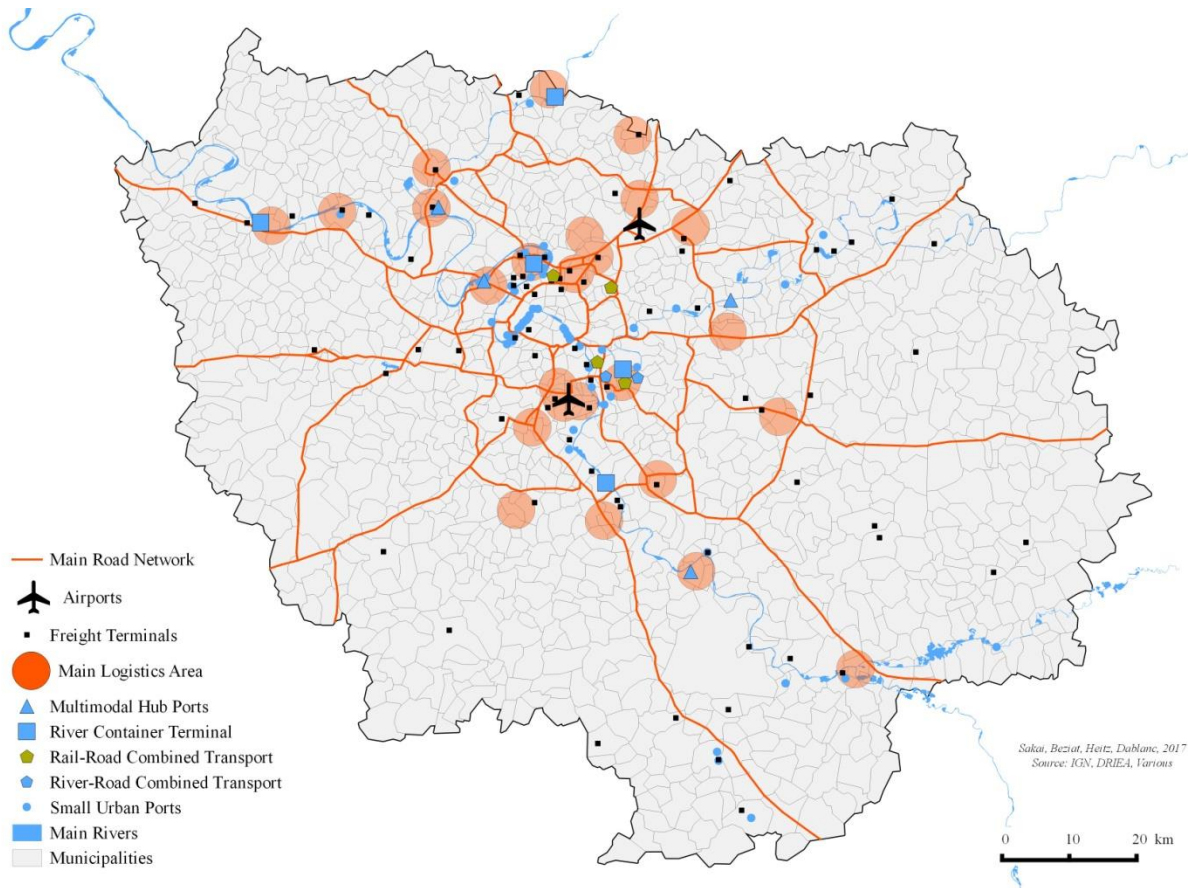 Main Road Network
Airports
Freight Terminals
Main Logistics Area
Multimodal Hub Ports
River Container Terminal
Rail-Road Combined Transport
River-Road Combined Transport
Small Urban Ports
Main Rivers
Municipalities
Sakai, Beziat, Heitz, Dablanc, 2017
Source: IGN, DRIEA, Various
0 10 20 km